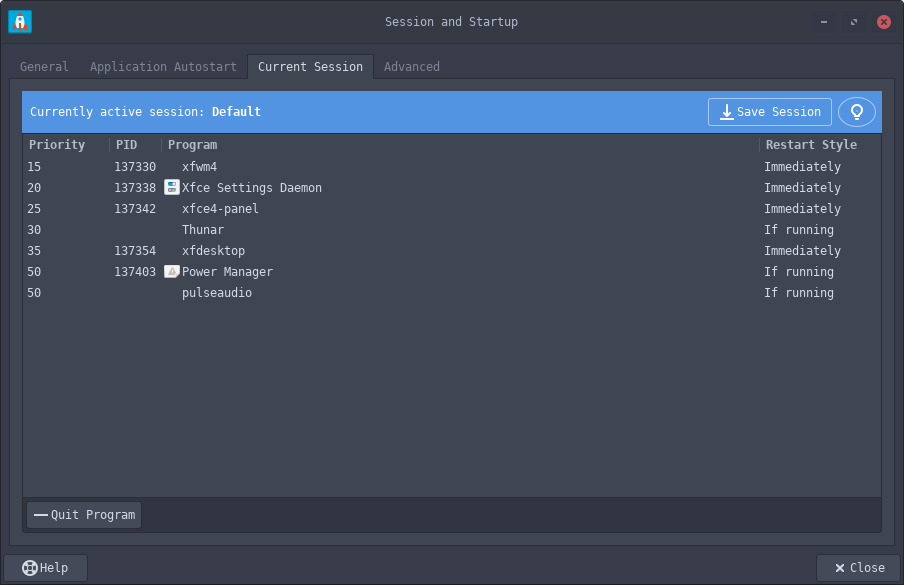 Session and Startup
General Application Autostart Current Session Advanced
Currently active session: Default Save Session
Priority PID Program Restart Style
15 137330 xfwm4 Immediately
20 137338 Xfce Settings Daemon Immediately
25 137342 xfce4-panel Immediately
30 Thunar If running
35 137354 xfdesktop Immediately
50 137403 Power Manager If running
50 pulseaudio If running
Quit Program
Help Close